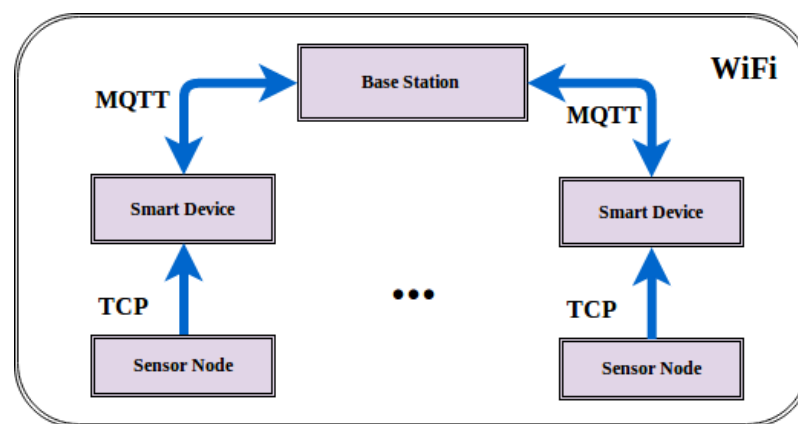 WiFi
Base Station
MQTT
MQTT
Smart Device
Smart Device
...
TCP
TCP
Sensor Node
Sensor Node